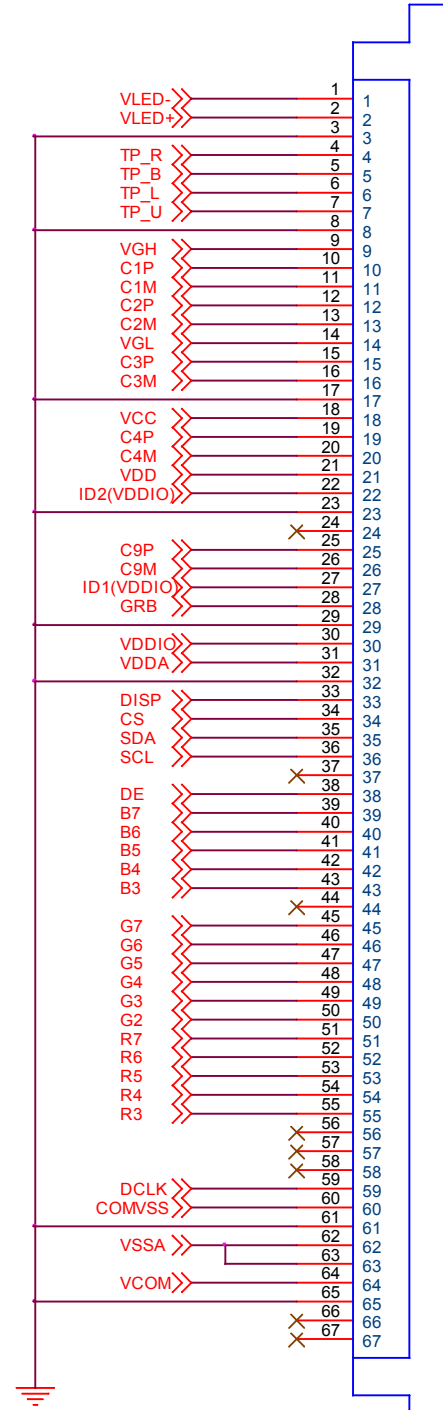 1 1
VLED- 2 2
VLED+ 3 3
4 4
TP_R 5 5
TP_B 6 6
TP_L 7 7
TP_U 8 8
9 9
VGH 10 10
C1P 11 11
C1M 12 12
C2P 13 13
C2M 14 14
VGL 15 15
C3P 16 16
C3M 17 17
18 18
VCC 19 19
C4P 20 20
C4M 21 21
VDD 22 22
ID2(VDDIO) 23 23
24 24
25 25
C9P 26 26
C9M 27 27
ID1(VDDIO) 28 28
GRB 29 29
30 30
VDDIO 31 31
VDDA 32 32
33 33
DISP 34 34
CS 35 35
SDA 36 36
SCL 37 37
38 38
DE 39 39
B7 40 40
B6 41 41
B5 42 42
B4 43 43
B3 44 44
45 45
G7 46 46
G6 47 47
G5 48 48
G4 49 49
G3 50 50
G2 51 51
R7 52 52
R6 53 53
R5 54 54
R4 55 55
R3 56 56
57 57
58 58
59 59
DCLK 60 60
COMVSS 61 61
62 62
VSSA 63 63
64 64
VCOM 65 65
66 66
67 67